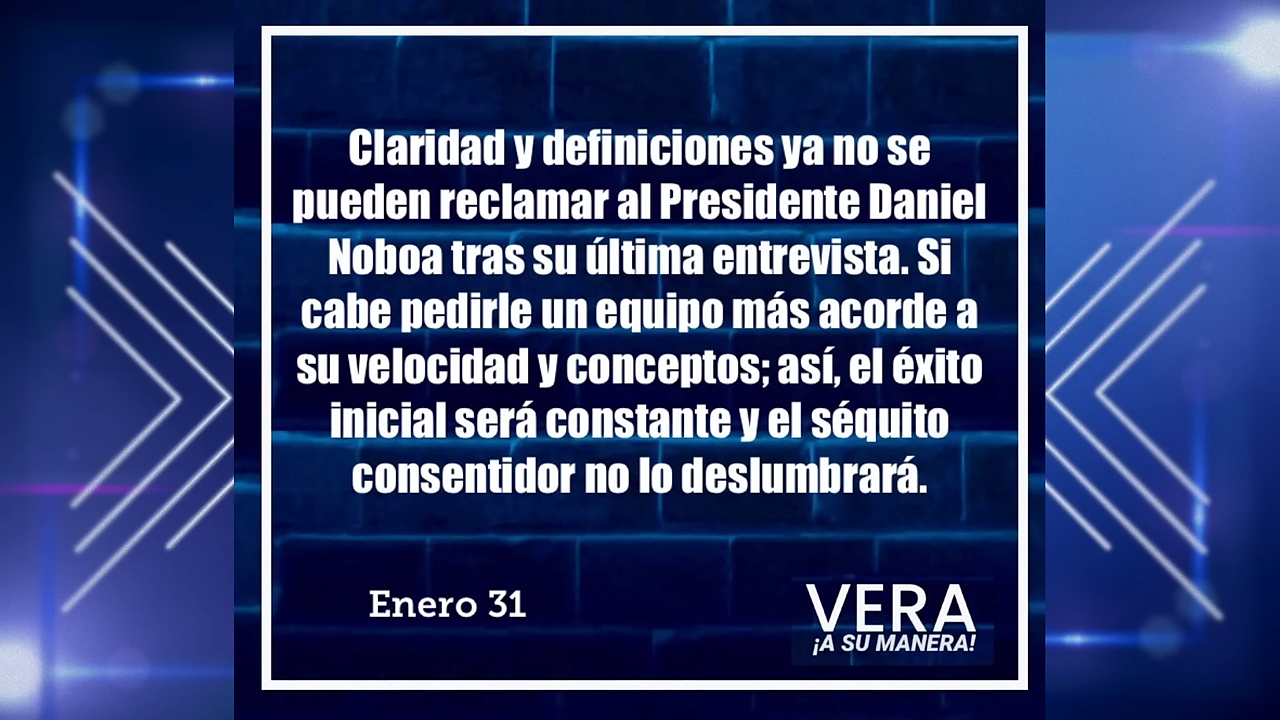 Claridad y definiciones ya no se
pueden reclamar al Presidente Daniel
Noboa tras su última entrevista. Si
cabe pedirle un equipo más acorde a
su velocidad y conceptos; así, el éxito
inicial será constante y el séquito
consentidor no lo deslumbrará.
Enero 31
VERA
¡A SU MANERA!